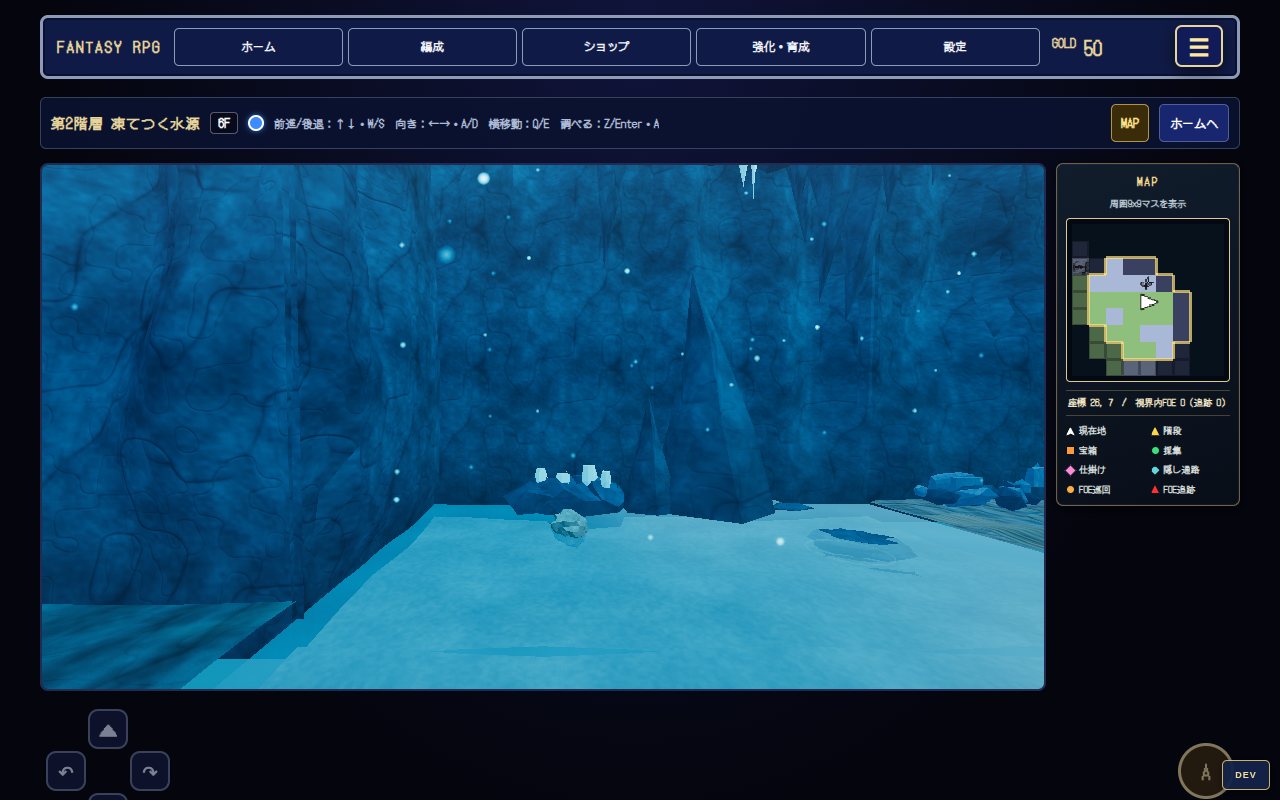 FANTASY RPG
ホーム
編成
ショップ
強化・育成
設定
GOLD 50
第2階層 凍てつく水源
6F
前進/後退：↑↓・W/S 向き：←→・A/D 横移動：Q/E 調べる：Z/Enter・A
MAP
ホームへ
MAP
周囲9x9マスを表示
座標 26, 7 / 視界内FOE 0 (追跡 0)
現在地
階段
宝箱
採集
仕掛け
隠し通路
FOE巡回
FOE追跡
A
DEV